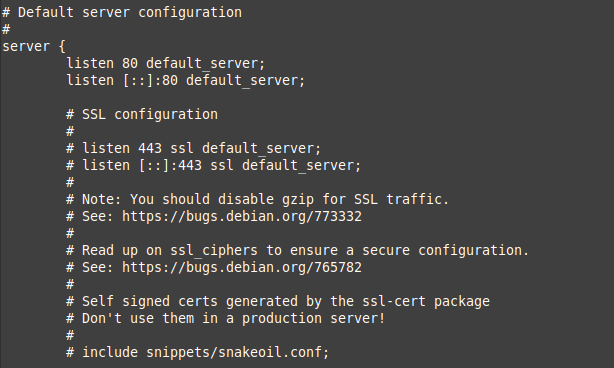 # Default server configuration
#
server {
        listen 80 default_server;
        listen [::]:80 default_server;

        # SSL configuration
        #
        # listen 443 ssl default_server;
        # listen [::]:443 ssl default_server;
        #
        # Note: You should disable gzip for SSL traffic.
        # See: https://bugs.debian.org/773332
        #
        # Read up on ssl_ciphers to ensure a secure configuration.
        # See: https://bugs.debian.org/765782
        #
        # Self signed certs generated by the ssl-cert package
        # Don't use them in a production server!
        #
        # include snippets/snakeoil.conf;